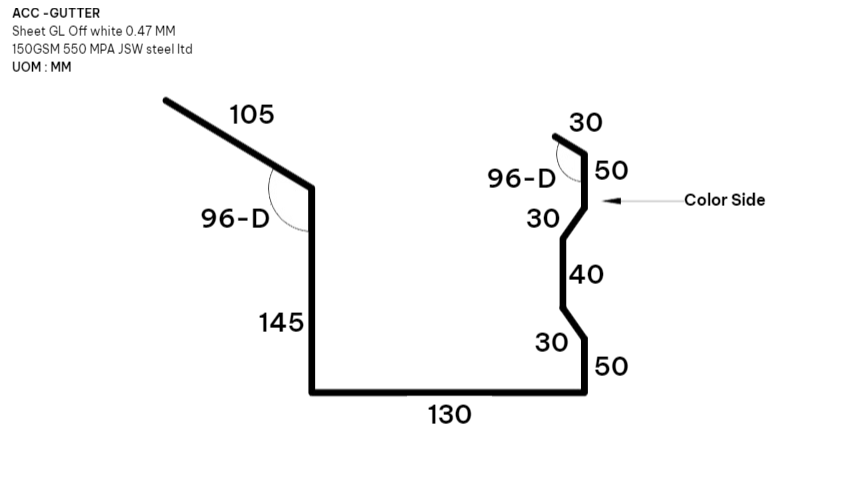 ACC -GUTTER
Sheet GL Off white 0.47 MM
150GSM 550 MPA JSW steel ltd
UOM : MM
105
30
96-D
50
Color Side
96-D
30
40
145
30
50
130